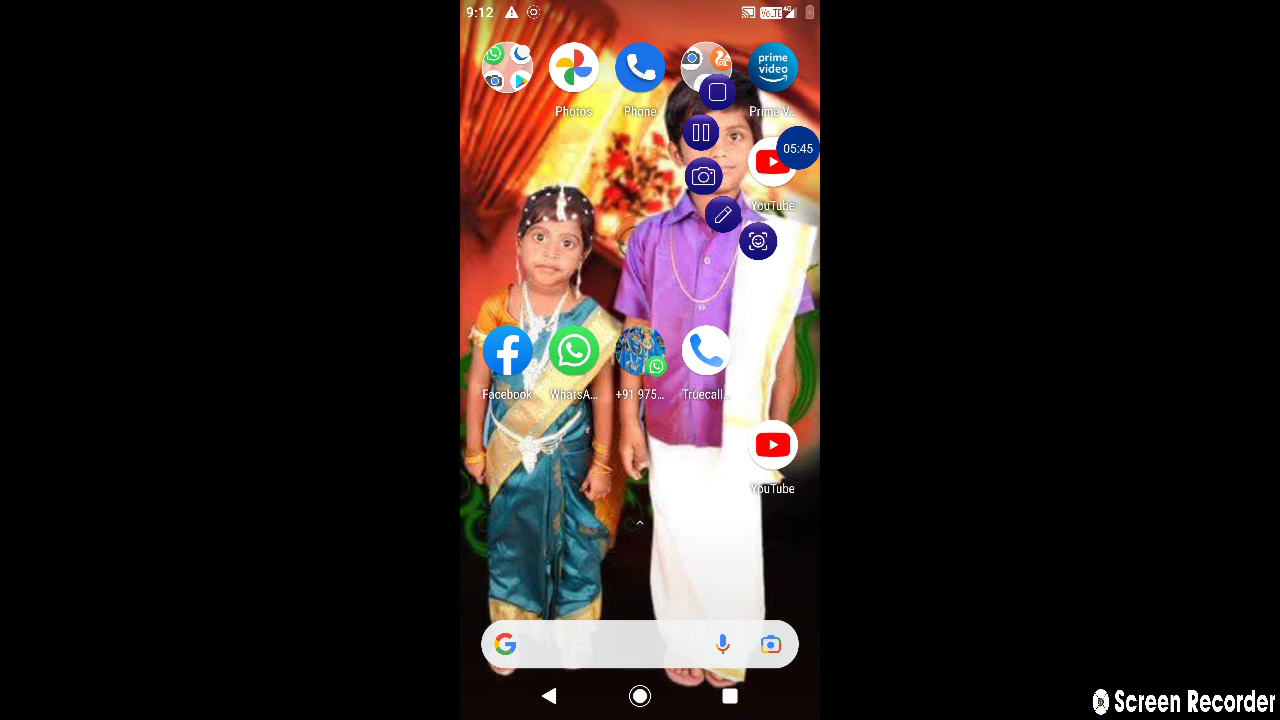 9:12
VoLTE 4G
prime
video
Photos
Phone
Prime V...
05:45
YouTube
Facebook
WhatsA...
+91 975...
Truecall...
YouTube
G
Screen Recorder